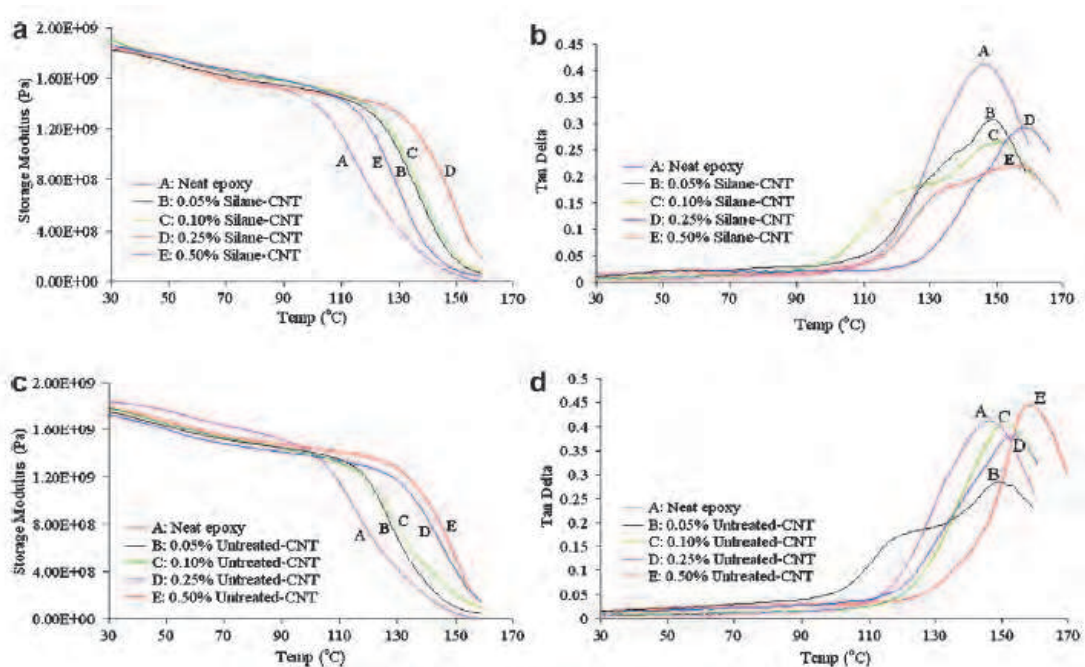 a
2.00E+09
1.60E+09
1.20E+09
8.00E+08
4.00E+08
0.00E+00
Storage Modulus (Pa)
A
E
B
C
D
A: Neat epoxy
B: 0.05% Silane-CNT
C: 0.10% Silane-CNT
D: 0.25% Silane-CNT
E: 0.50% Silane-CNT
30 50 70 90 110 130 150 170
Temp (°C)
b
0.45
0.4
0.35
0.3
0.25
0.2
0.15
0.1
0.05
0
Tan Delta
A
B
D
C
E
A: Neat epoxy
B: 0.05% Silane-CNT
C: 0.10% Silane-CNT
D: 0.25% Silane-CNT
E: 0.50% Silane-CNT
30 50 70 90 110 130 150 170
Temp (°C)
c
2.00E+09
1.60E+09
1.20E+09
8.00E+08
4.00E+08
0.00E+00
Storage Modulus (Pa)
A
B
C
D
E
A: Neat epoxy
B: 0.05% Untreated-CNT
C: 0.10% Untreated-CNT
D: 0.25% Untreated-CNT
E: 0.50% Untreated-CNT
30 50 70 90 110 130 150 170
Temp (°C)
d
0.5
0.45
0.4
0.35
0.3
0.25
0.2
0.15
0.1
0.05
0
Tan Delta
A
C
E
D
B
A: Neat epoxy
B: 0.05% Untreated-CNT
C: 0.10% Untreated-CNT
D: 0.25% Untreated-CNT
E: 0.50% Untreated-CNT
30 50 70 90 110 130 150 170
Temp (°C)